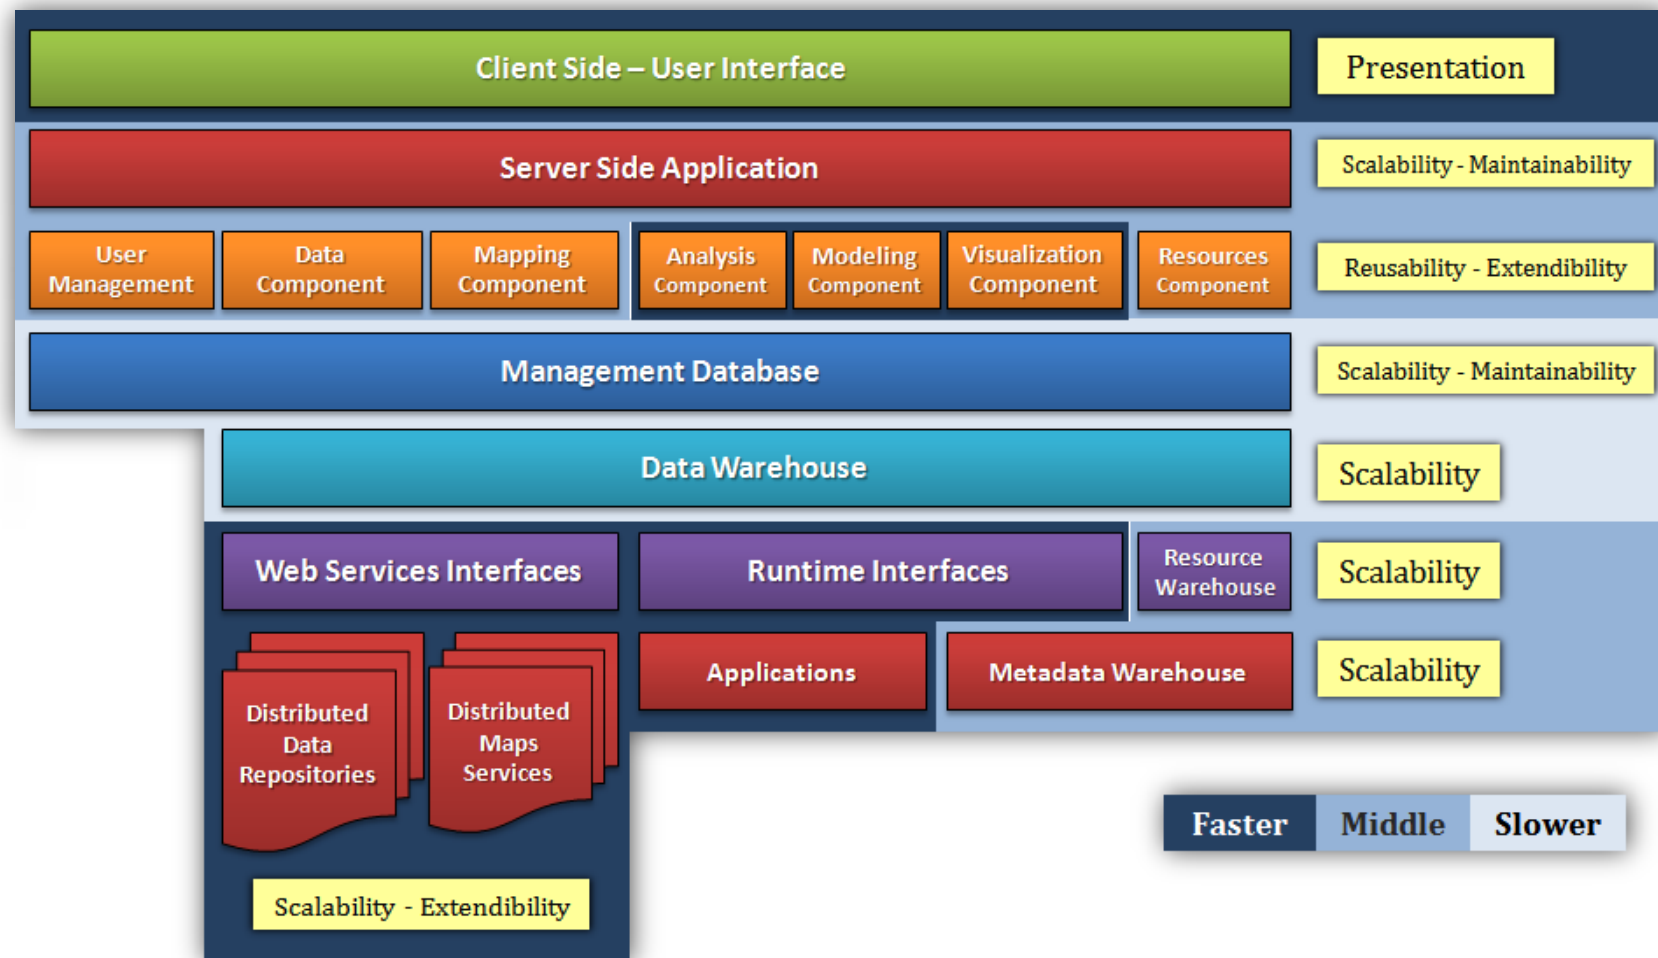 Client Side – User Interface
Presentation
Server Side Application
Scalability - Maintainability
User
Management
Data
Component
Mapping
Component
Analysis
Component
Modeling
Component
Visualization
Component
Resources
Component
Reusability - Extendibility
Management Database
Scalability - Maintainability
Data Warehouse
Scalability
Web Services Interfaces
Runtime Interfaces
Resource
Warehouse
Scalability
Distributed
Data
Repositories
Distributed
Maps
Services
Applications
Metadata Warehouse
Scalability
Scalability - Extendibility
Faster
Middle
Slower